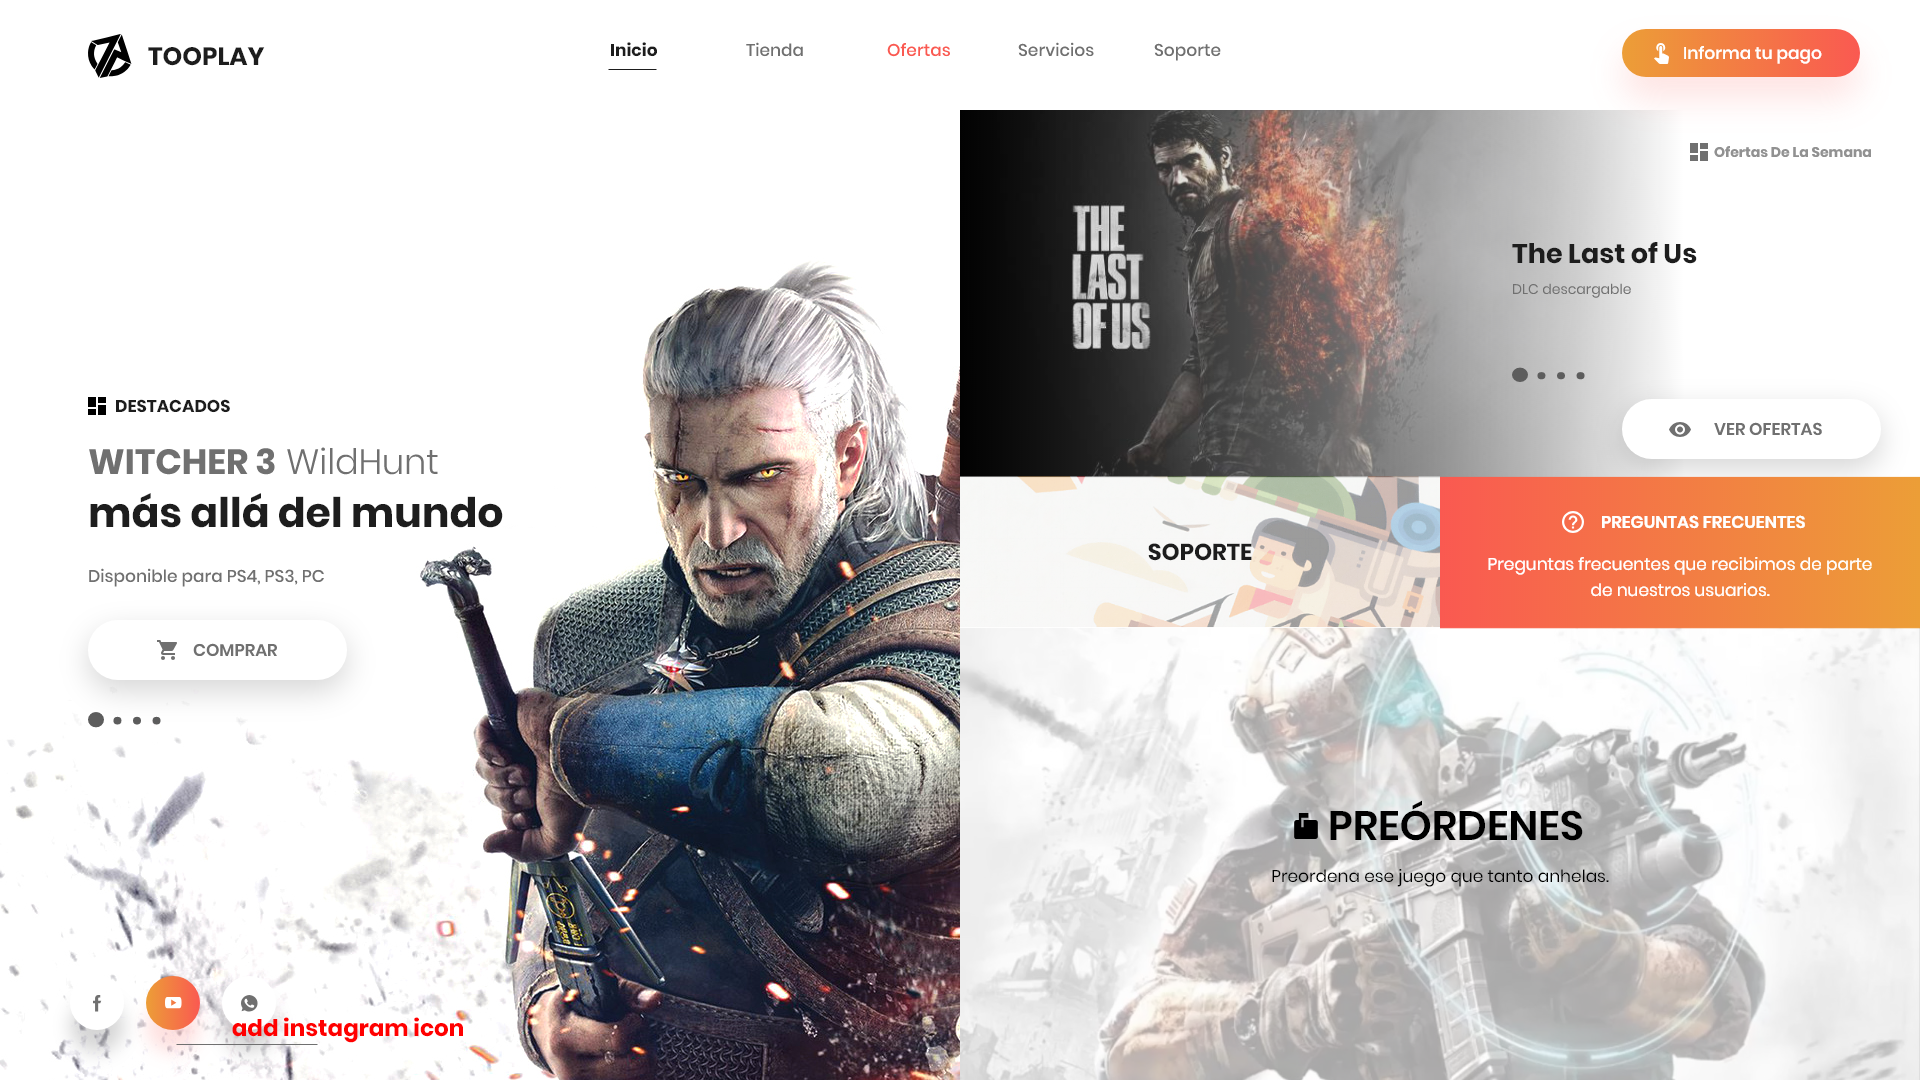 TOOPLAY
Inicio
Tienda
Ofertas
Servicios
Soporte
Informa tu pago
DESTACADOS
WITCHER 3 WildHunt
más allá del mundo
Disponible para PS4, PS3, PC
COMPRAR
add instagram icon
Ofertas De La Semana
THE
LAST
OF US
The Last of Us
DLC descargable
VER OFERTAS
SOPORTE
PREGUNTAS FRECUENTES
Preguntas frecuentes que recibimos de parte
de nuestros usuarios.
PREÓRDENES
Preordena ese juego que tanto anhelas.